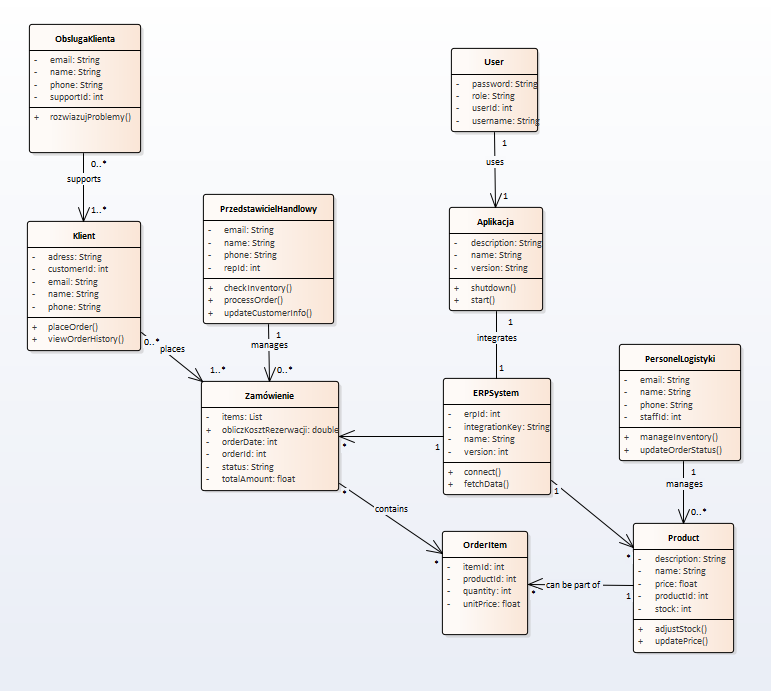 ObslugaKlienta
- email: String
- name: String
- phone: String
- supportId: int
+ rozwiazujProblemy()
0..*
supports
1..*
Klient
- adress: String
- customerId: int
- email: String
- name: String
- phone: String
+ placeOrder()
+ viewOrderHistory()
0..*
places
1..*
PrzedstawicielHandlowy
- email: String
- name: String
- phone: String
- repId: int
+ checkInventory()
+ processOrder()
+ updateCustomerInfo()
1
manages
0..*
User
- password: String
- role: String
- userId: int
- username: String
1
uses
1
Aplikacja
- description: String
- name: String
- version: String
+ shutdown()
+ start()
1
integrates
1
Zamówienie
- items: List
+ obliczKosztRezerwacji: double
- orderDate: int
- orderId: int
- status: String
- totalAmount: float
*
1
ERPSystem
- erpId: int
- integrationKey: String
- name: String
- version: int
+ connect()
+ fetchData()
1
*
PersonelLogistyki
- email: String
- name: String
- phone: String
- staffId: int
+ manageInventory()
+ updateOrderStatus()
1
manages
0..*
*
contains
*
OrderItem
- itemId: int
- productId: int
- quantity: int
- unitPrice: float
*
can be part of
1
Product
- description: String
- name: String
- price: float
- productId: int
- stock: int
+ adjustStock()
+ updatePrice()